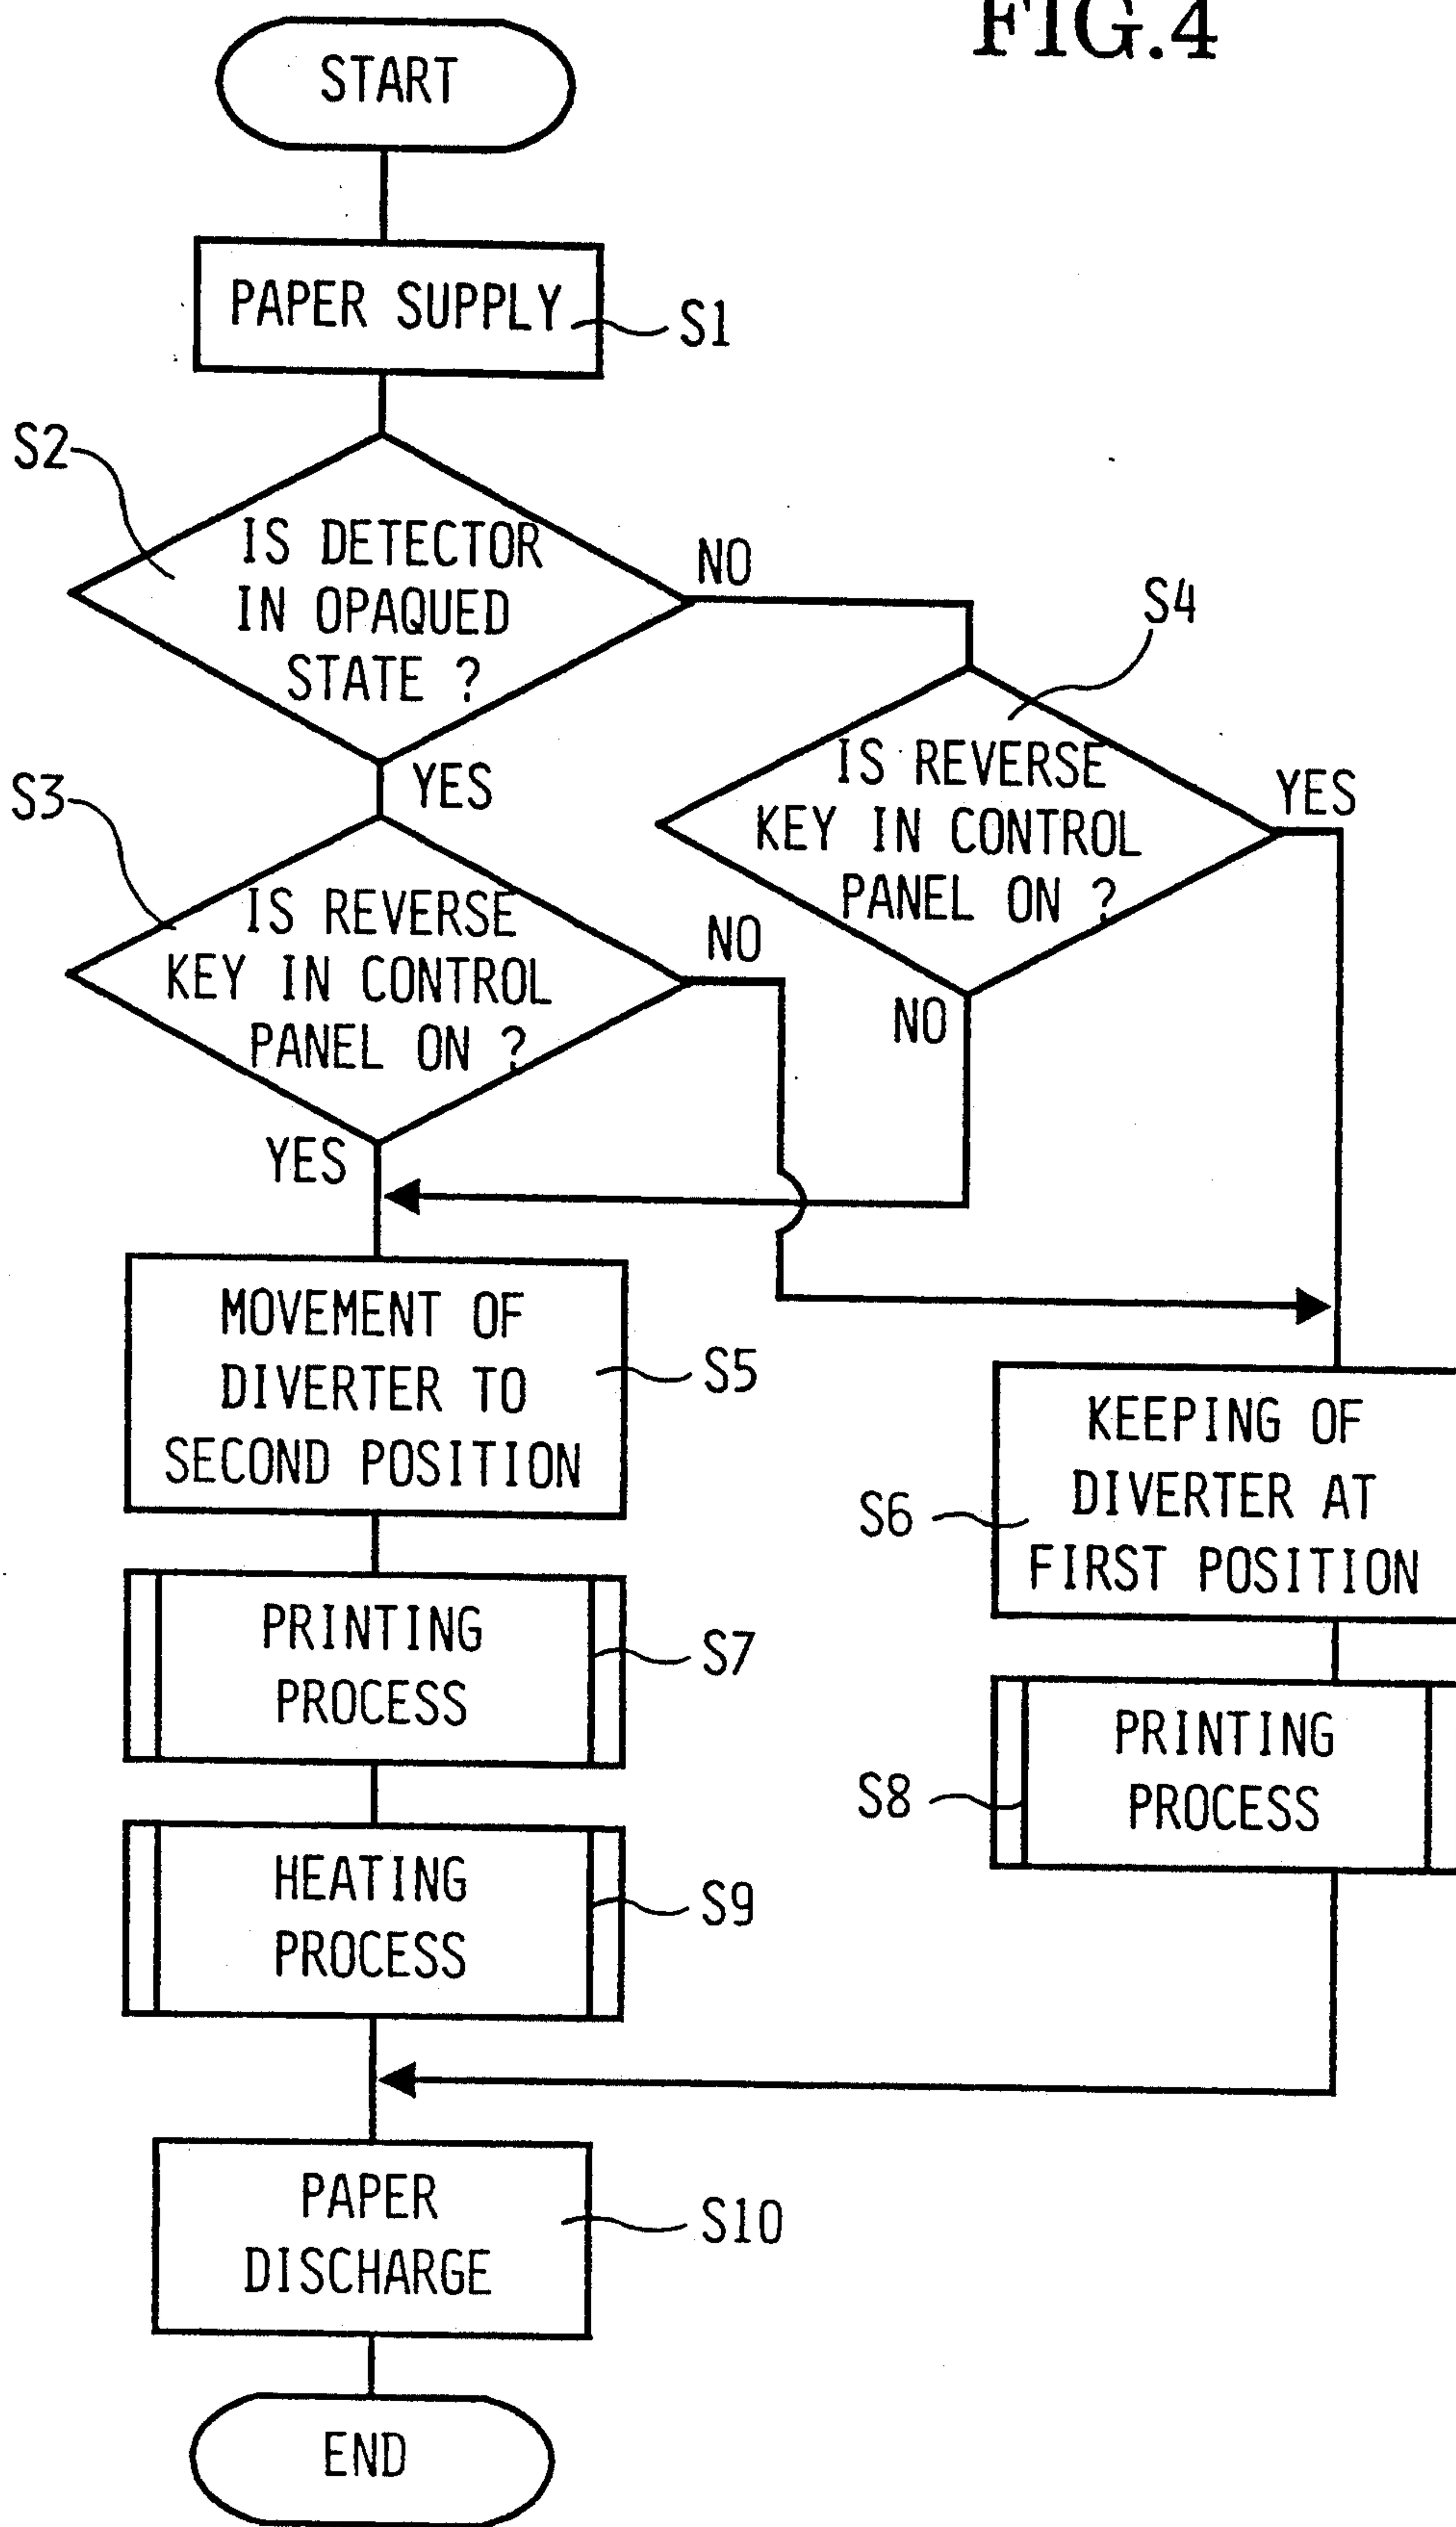 FIG.4
START
PAPER SUPPLY
S1
S2
IS DETECTOR
IN OPAQUED
STATE ?
NO
YES
S4
IS REVERSE
KEY IN CONTROL
PANEL ON ?
YES
NO
S3
IS REVERSE
KEY IN CONTROL
PANEL ON ?
NO
YES
MOVEMENT OF
DIVERTER TO
SECOND POSITION
S5
KEEPING OF
DIVERTER AT
FIRST POSITION
S6
PRINTING
PROCESS
S7
PRINTING
PROCESS
S8
HEATING
PROCESS
S9
PAPER
DISCHARGE
S10
END